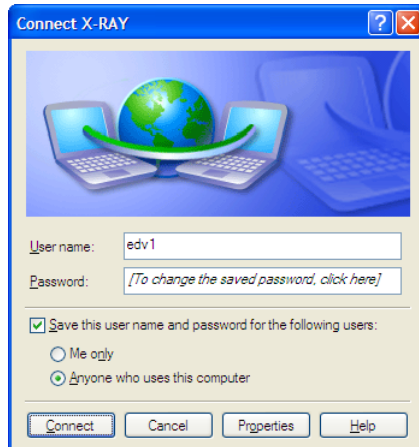 Connect X-RAY
User name: edv1
Password: [To change the saved password, click here]
Save this user name and password for the following users:
Me only
Anyone who uses this computer
Connect Cancel Properties Help